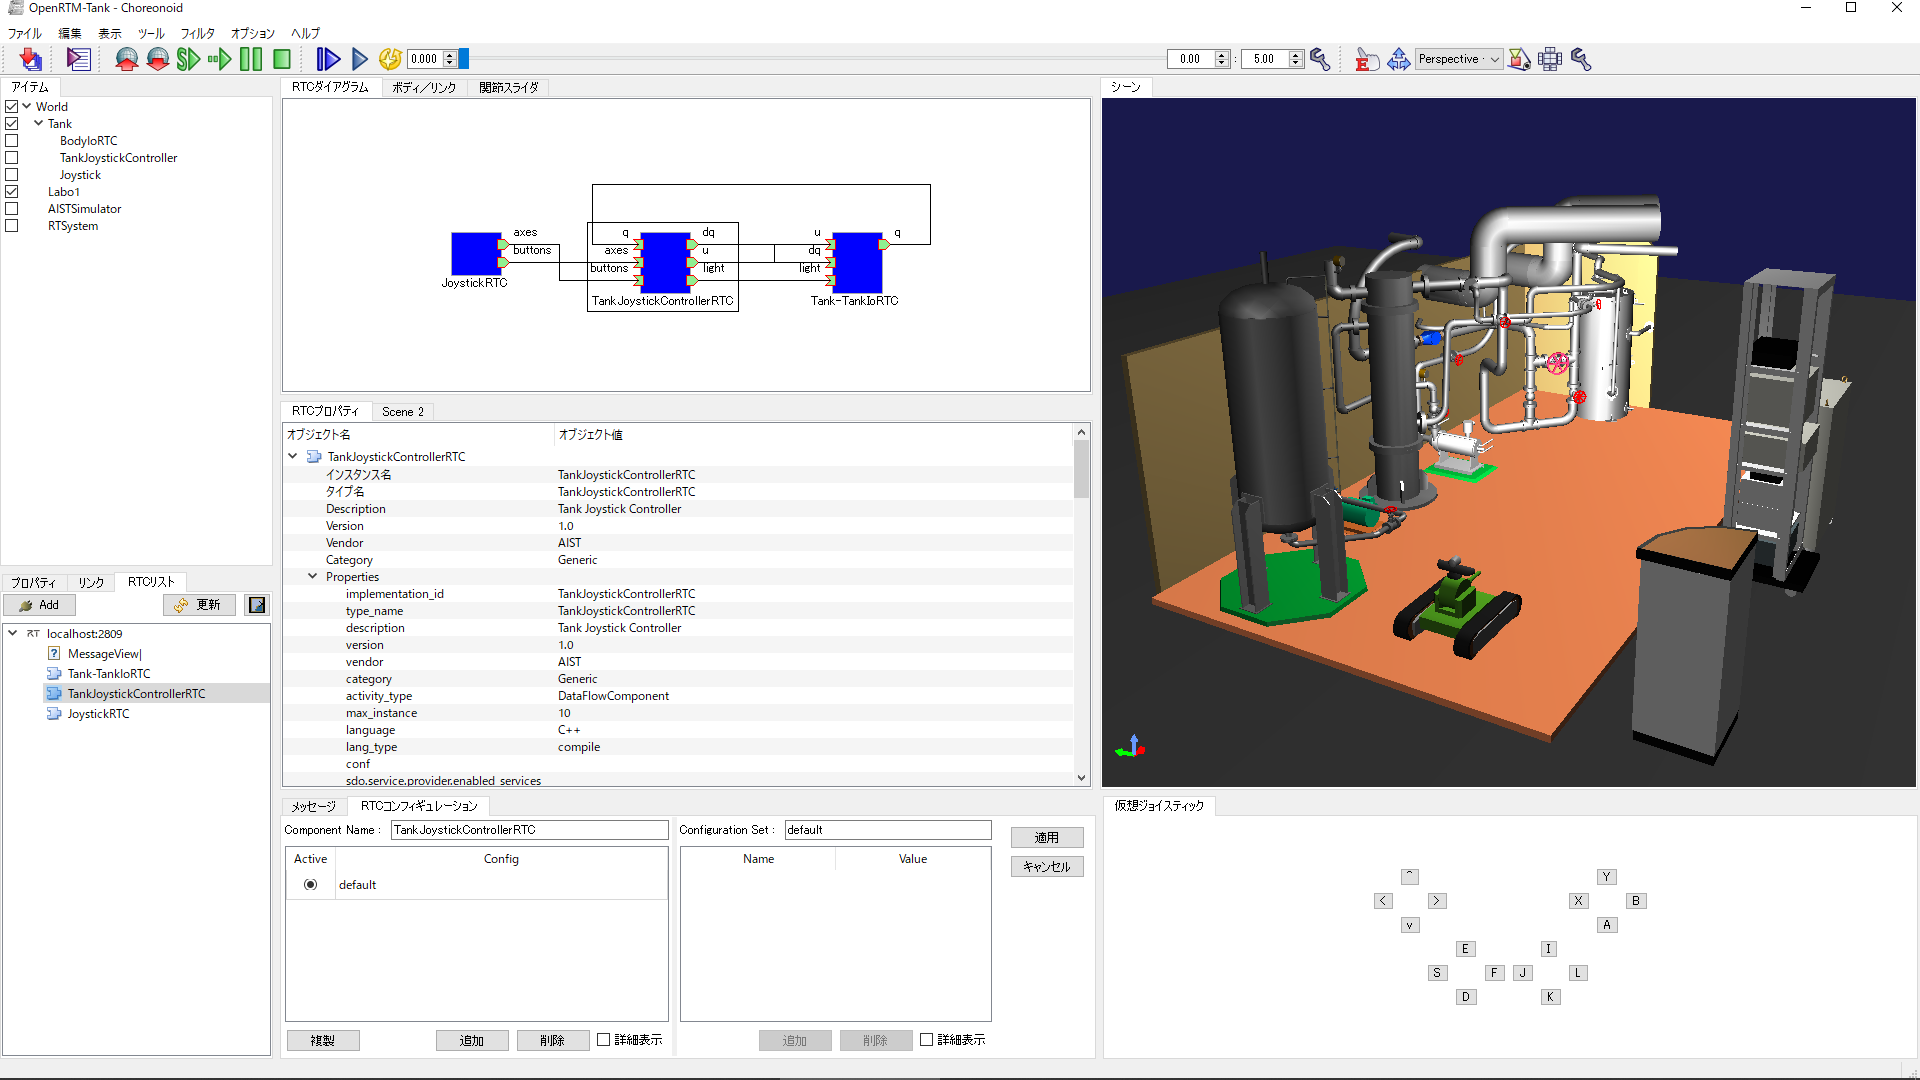 OpenRTM-Tank - Choreonoid
ファイル 編集 表示 ツール フィルタ オプション ヘルプ
0.000
0.00 : 5.00
E
Perspective
アイテム
World
Tank
BodyIoRTC
TankJoystickController
Joystick
Labo1
AISTSimulator
RTSystem
プロパティ リンク RTCリスト
Add 更新
RT localhost:2809
MessageView|
Tank-TankIoRTC
TankJoystickControllerRTC
JoystickRTC
RTCダイアグラム ボディ/リンク 関節スライダ
axes
buttons
JoystickRTC
q
axes
buttons
dq
u
light
TankJoystickControllerRTC
u
dq
light
q
Tank-TankIoRTC
RTCプロパティ Scene 2
オブジェクト名 オブジェクト値
TankJoystickControllerRTC
インスタンス名 TankJoystickControllerRTC
タイプ名 TankJoystickControllerRTC
Description Tank Joystick Controller
Version 1.0
Vendor AIST
Category Generic
Properties
implementation_id TankJoystickControllerRTC
type_name TankJoystickControllerRTC
description Tank Joystick Controller
version 1.0
vendor AIST
category Generic
activity_type DataFlowComponent
max_instance 10
language C++
lang_type compile
conf
sdo.service.provider.enabled_services
メッセージ RTCコンフィギュレーション
Component Name : TankJoystickControllerRTC
Configuration Set : default
適用
キャンセル
Active Config
default
Name Value
複製 追加 削除 詳細表示
追加 削除 詳細表示
シーン
仮想ジョイスティック
^ Y
< > X B
v A
E I
S F J L
D K